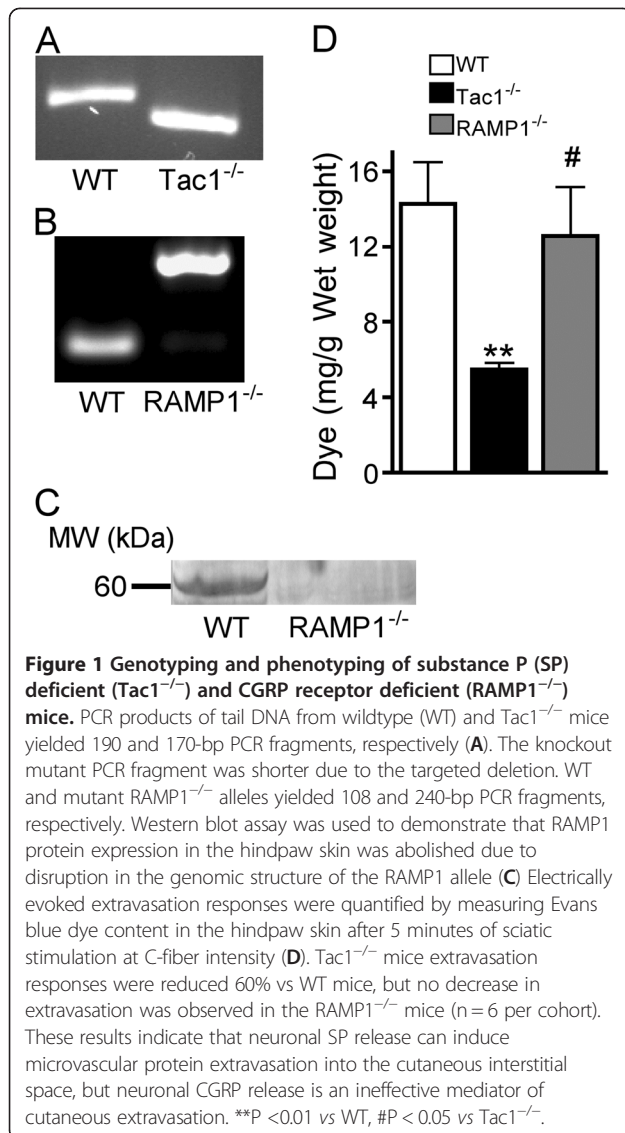 A
WT Tac1-/-
B
WT RAMP1-/-
C
MW (kDa)
60
WT RAMP1-/-
D
WT
Tac1-/-
RAMP1-/-
Dye (mg/g Wet weight)
16
12
8
4
0
**
#
Figure 1 Genotyping and phenotyping of substance P (SP)
deficient (Tac1−/−) and CGRP receptor deficient (RAMP1−/−)
mice. PCR products of tail DNA from wildtype (WT) and Tac1−/− mice
yielded 190 and 170-bp PCR fragments, respectively (A). The knockout
mutant PCR fragment was shorter due to the targeted deletion. WT
and mutant RAMP1−/− alleles yielded 108 and 240-bp PCR fragments,
respectively. Western blot assay was used to demonstrate that RAMP1
protein expression in the hindpaw skin was abolished due to
disruption in the genomic structure of the RAMP1 allele (C) Electrically
evoked extravasation responses were quantified by measuring Evans
blue dye content in the hindpaw skin after 5 minutes of sciatic
stimulation at C-fiber intensity (D). Tac1−/− mice extravasation
responses were reduced 60% vs WT mice, but no decrease in
extravasation was observed in the RAMP1−/− mice (n = 6 per cohort).
These results indicate that neuronal SP release can induce
microvascular protein extravasation into the cutaneous interstitial
space, but neuronal CGRP release is an ineffective mediator of
cutaneous extravasation. **P <0.01 vs WT, #P < 0.05 vs Tac1−/−.